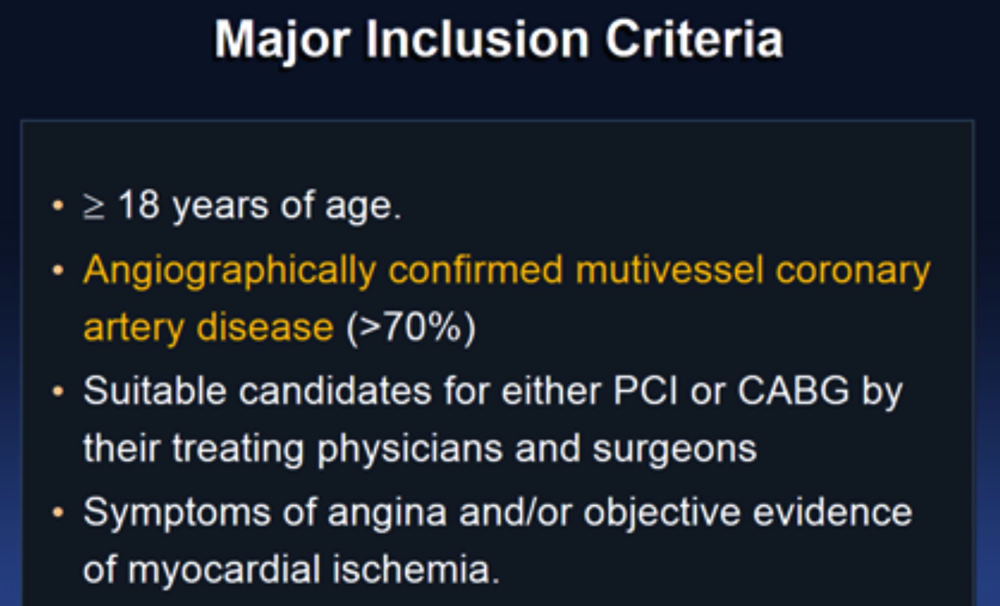 Major Inclusion Criteria
• ≥ 18 years of age.
• Angiographically confirmed mutivessel coronary
artery disease (>70%)
• Suitable candidates for either PCI or CABG by
their treating physicians and surgeons
• Symptoms of angina and/or objective evidence
of myocardial ischemia.